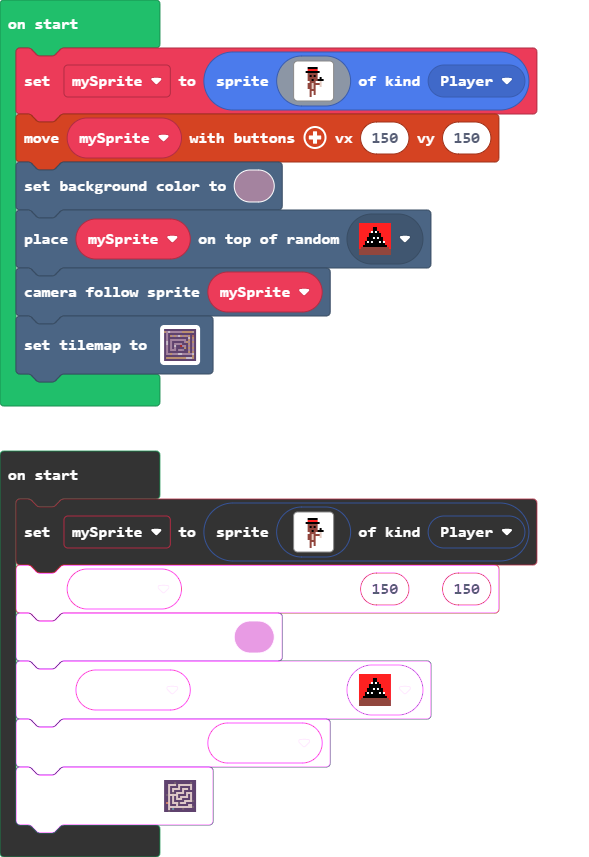 on start
set mySprite to sprite of kind Player
move mySprite with buttons vx 150 vy 150
set background color to
place mySprite on top of random
camera follow sprite mySprite
set tilemap to
on start
set mySprite to sprite of kind Player
150 150